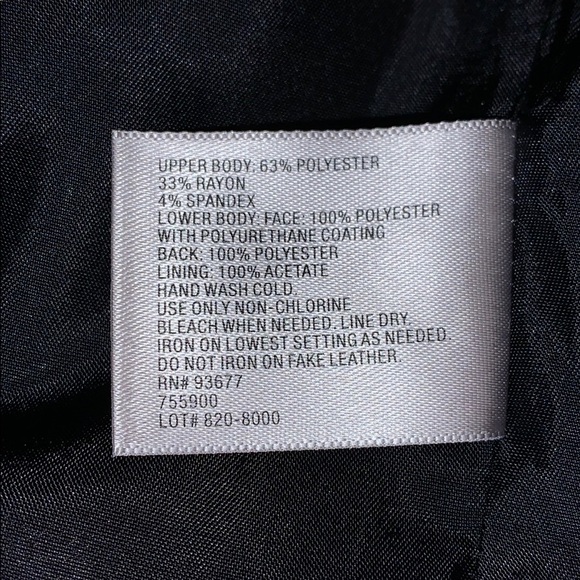 UPPER BODY: 63% POLYESTER
33% RAYON
4% SPANDEX
LOWER BODY: FACE: 100% POLYESTER
WITH POLYURETHANE COATING
BACK: 100% POLYESTER
LINING: 100% ACETATE
HAND WASH COLD.
USE ONLY NON-CHLORINE
BLEACH WHEN NEEDED. LINE DRY.
IRON ON LOWEST SETTING AS NEEDED.
DO NOT IRON ON FAKE LEATHER.
RN# 93677
755900
LOT# 820-8000